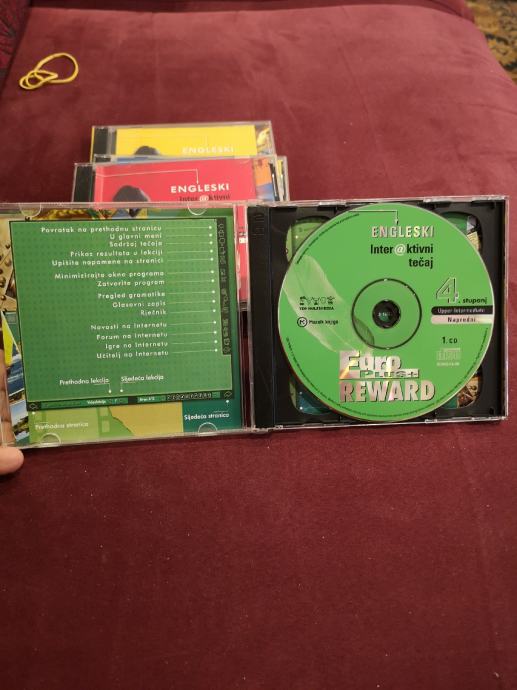 ENGLESKI
ENGLESKI
Inter@ktivni
Povratak na prethodnu stranicu
U glavni meni
Sadržaj tečaja
Prikaz rezultata u lekciji
Upišite napomene na stranici
Minimizirajte okno programa
Zatvorite program
Pregled gramatike
Glasovni zapis
Rječnik
Novosti na Internetu
Forum na Internetu
Igre na Internetu
Učitelj na Internetu
Prethodna lekcija
Sljedeća lekcija
Prethodna stranica
Sljedeća stranica
ENGLESKI
Inter@ktivni
tečaj
4. stupanj
Upper Intermediate
Napredni
Mozaik knjiga
1. CD
Euro
PLUS+
REWARD